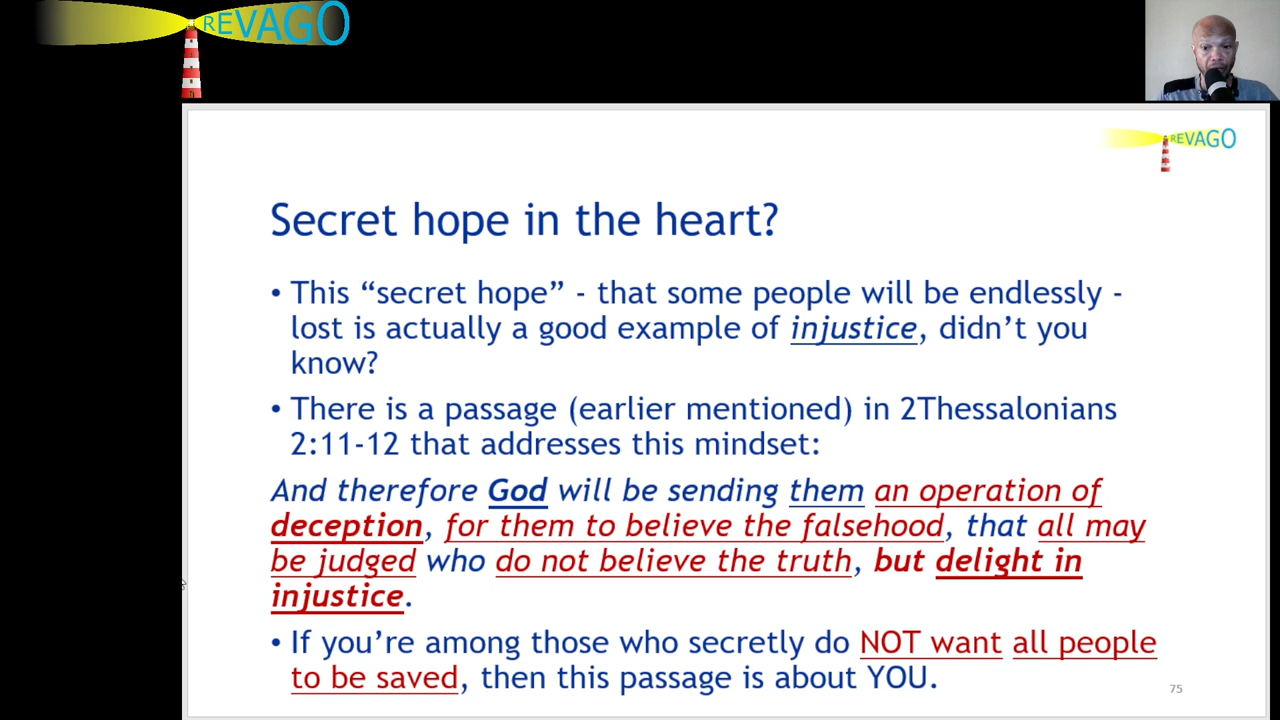 REVAGO
REVAGO
Secret hope in the heart?
• This “secret hope” - that some people will be endlessly -
lost is actually a good example of injustice, didn’t you
know?
• There is a passage (earlier mentioned) in 2Thessalonians
2:11-12 that addresses this mindset:
And therefore God will be sending them an operation of
deception, for them to believe the falsehood, that all may
be judged who do not believe the truth, but delight in
injustice.
• If you’re among those who secretly do NOT want all people
to be saved, then this passage is about YOU.
75